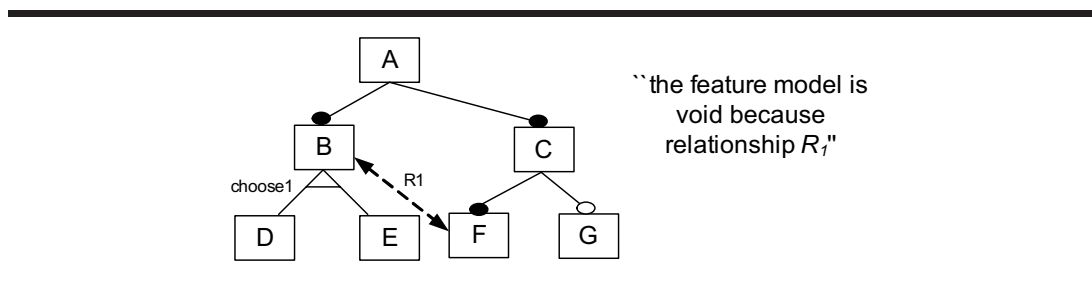 A
``the feature model is
void because
relationship R1"
B
C
choose1
R1
D
E
F
G